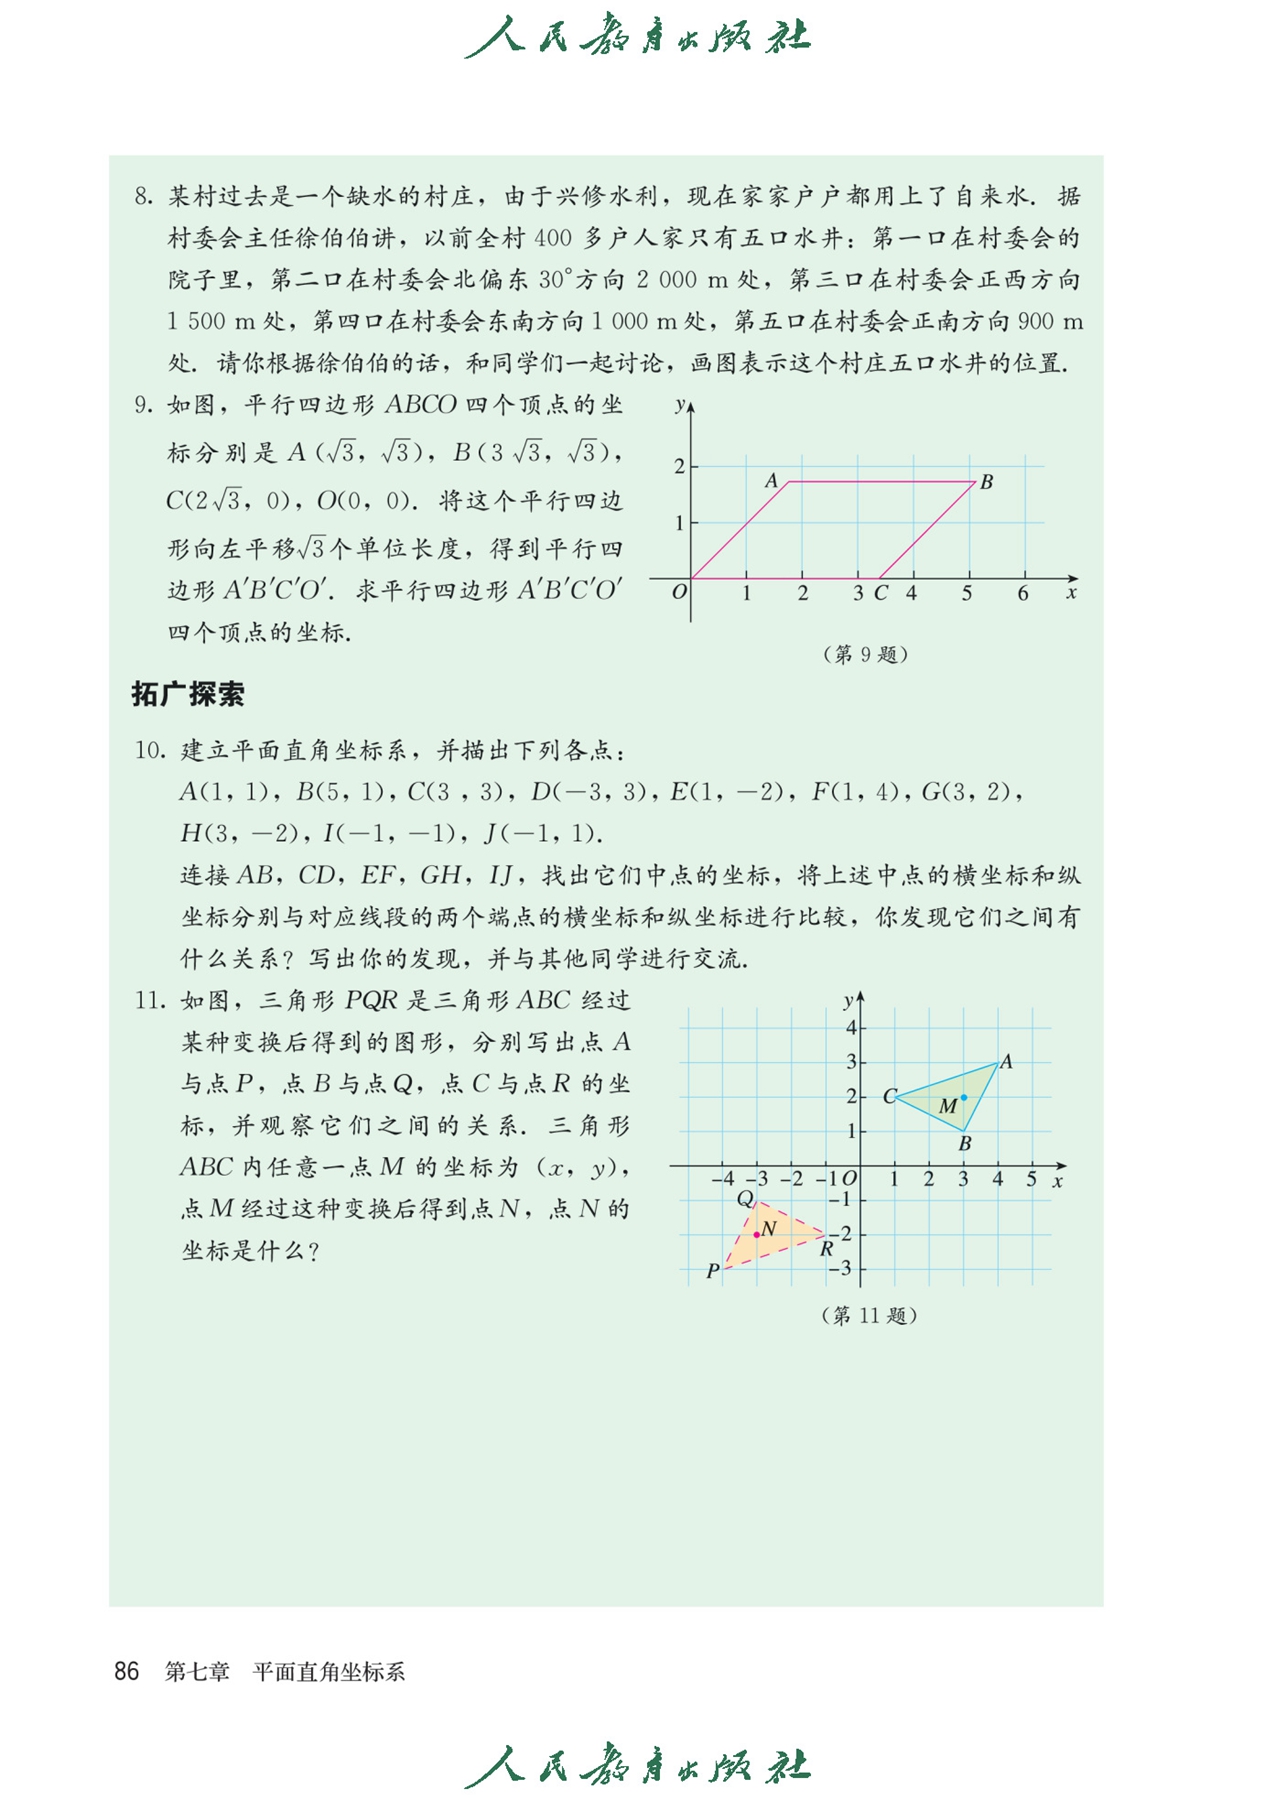 人民教育出版社
8. 某村过去是一个缺水的村庄，由于兴修水利，现在家家户户都用上了自来水．据
村委会主任徐伯伯讲，以前全村 400 多户人家只有五口水井：第一口在村委会的
院子里，第二口在村委会北偏东 30°方向 2 000 m 处，第三口在村委会正西方向
1 500 m 处，第四口在村委会东南方向 1 000 m 处，第五口在村委会正南方向 900 m
处．请你根据徐伯伯的话，和同学们一起讨论，画图表示这个村庄五口水井的位置．
9. 如图，平行四边形 ABCO 四个顶点的坐
标分别是 A (√3，√3)，B(3√3，√3)，
C(2√3，0)，O(0，0)．将这个平行四边
形向左平移√3个单位长度，得到平行四
边形 A′B′C′O′．求平行四边形 A′B′C′O′
四个顶点的坐标．
y
2
A
B
1
O 1 2 3 C 4 5 6 x
（第 9 题）
拓广探索
10. 建立平面直角坐标系，并描出下列各点：
A(1，1)，B(5，1)，C(3，3)，D(－3，3)，E(1，－2)，F(1，4)，G(3，2)，
H(3，－2)，I(－1，－1)，J(－1，1)．
连接 AB，CD，EF，GH，IJ，找出它们中点的坐标，将上述中点的横坐标和纵
坐标分别与对应线段的两个端点的横坐标和纵坐标进行比较，你发现它们之间有
什么关系？写出你的发现，并与其他同学进行交流．
11. 如图，三角形 PQR 是三角形 ABC 经过
某种变换后得到的图形，分别写出点 A
与点 P，点 B 与点 Q，点 C 与点 R 的坐
标，并观察它们之间的关系．三角形
ABC 内任意一点 M 的坐标为（x，y），
点 M 经过这种变换后得到点 N，点 N 的
坐标是什么？
y
4
3
A
2
C
M
1
B
-4 -3 -2 -1 O 1 2 3 4 5 x
Q
-1
N
-2
R
P
-3
（第 11 题）
86 第七章 平面直角坐标系
人民教育出版社